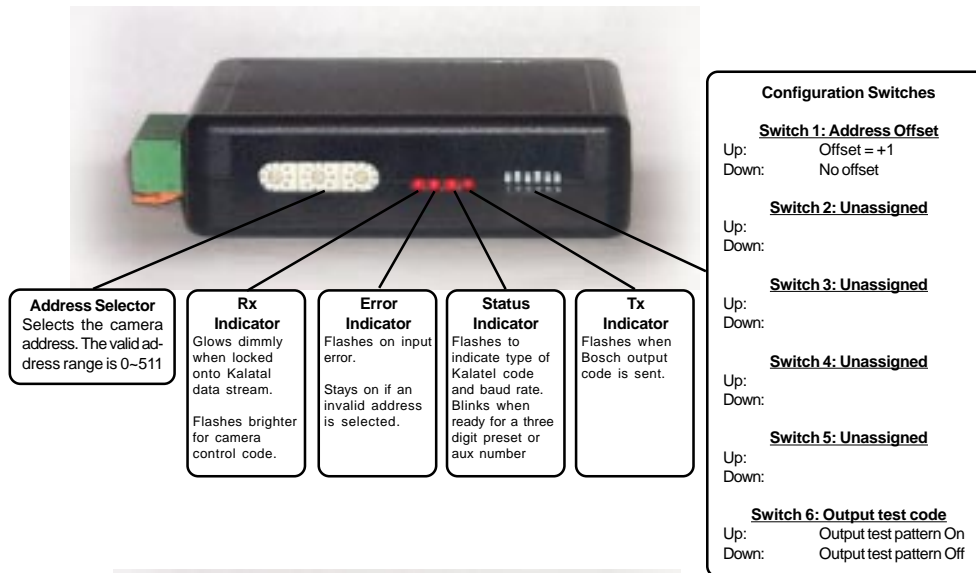 Configuration Switches
Switch 1: Address Offset
Up: Offset = +1
Down: No offset
Switch 2: Unassigned
Up:
Down:
Switch 3: Unassigned
Up:
Down:
Switch 4: Unassigned
Up:
Down:
Switch 5: Unassigned
Up:
Down:
Switch 6: Output test code
Up: Output test pattern On
Down: Output test pattern Off
Address Selector
Selects the camera
address. The valid ad-
dress range is 0~511
Rx
Indicator
Glows dimmly
when locked
onto Kalatal
data stream.
Flashes brighter
for camera
control code.
Error
Indicator
Flashes on input
error.
Stays on if an
invalid address
is selected.
Status
Indicator
Flashes to
indicate type of
Kalatel code
and baud rate.
Blinks when
ready for a three
digit preset or
aux number
Tx
Indicator
Flashes when
Bosch output
code is sent.